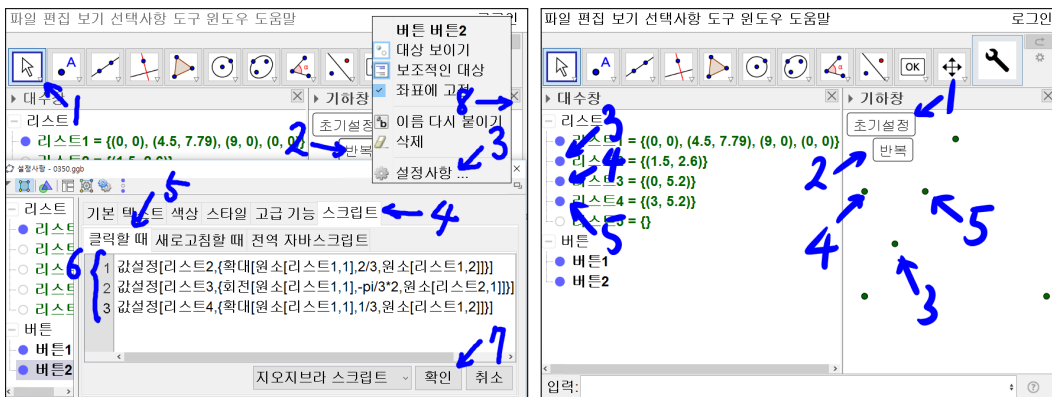 파일 편집 보기 선택사항 도구 윈도우 도움말
버튼 버튼2
대상 보이기
보조적인 대상
좌표에 고정
이름 다시 붙이기
삭제
설정사항 ...
1
2
3
8
대수창
기하창
리스트
리스트1 = {(0, 0), (4.5, 7.79), (9, 0), (0, 0)}
초기설정
반복
설정사항 - 0350.ggb
5
4
6
7
리스트
버튼
버튼1
버튼2
기본 텍스트 색상 스타일 고급 기능 스크립트
클릭할 때 새로고침할 때 전역 자바스크립트
1 값설정[리스트2,{확대[원소[리스트1,1],2/3,원소[리스트1,2]]}]
2 값설정[리스트3,{회전[원소[리스트1,1],-pi/3*2,원소[리스트2,1]]}]
3 값설정[리스트4,{확대[원소[리스트1,1],1/3,원소[리스트1,2]]}]
지오지브라 스크립트 확인 취소
파일 편집 보기 선택사항 도구 윈도우 도움말 로그인
A
α
OK
대수창
기하창
리스트
리스트1 = {(0, 0), (4.5, 7.79), (9, 0), (0, 0)}
리스트2 = {(1.5, 2.6)}
리스트3 = {(0, 5.2)}
리스트4 = {(3, 5.2)}
리스트5 = {}
버튼
버튼1
버튼2
초기설정
반복
1
2
3
4
5
3
4
5
입력: